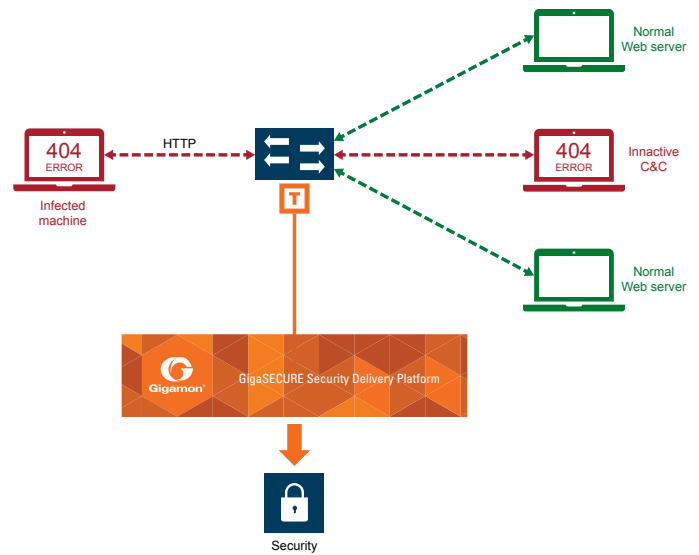 Normal
Web server
404
ERROR
HTTP
404
ERROR
Innactive
C&C
Infected
machine
T
Normal
Web server
G
Gigamon®
GigaSECURE Security Delivery Platform
Security